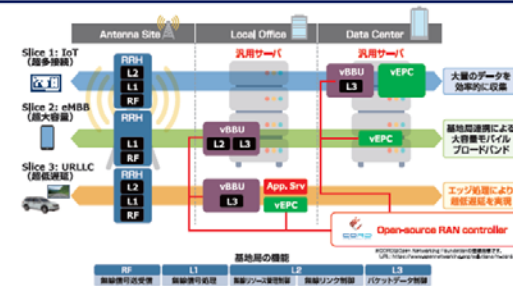 Antenna Site
Local Office
Data Center
Slice 1: IoT
(超多接続)
RRH
L2
L1
RF
汎用サーバ
汎用サーバ
vBBU
L3
vEPC
大量のデータを
効率的に収集
Slice 2: eMBB
(超大容量)
RRH
L1
RF
vBBU
L2 L3
vEPC
基地局連携による
大容量モバイル
ブロードバンド
Slice 3: URLLC
(超低遅延)
RRH
L2
L1
RF
vBBU
L3
App. Srv
vEPC
エッジ処理により
超低遅延を実現
Open-source RAN controller
基地局の機能
RF
L1
L2
L3
無線信号送受信
無線信号処理
無線リソース管理制御
無線リンク制御
パケットデータ制御